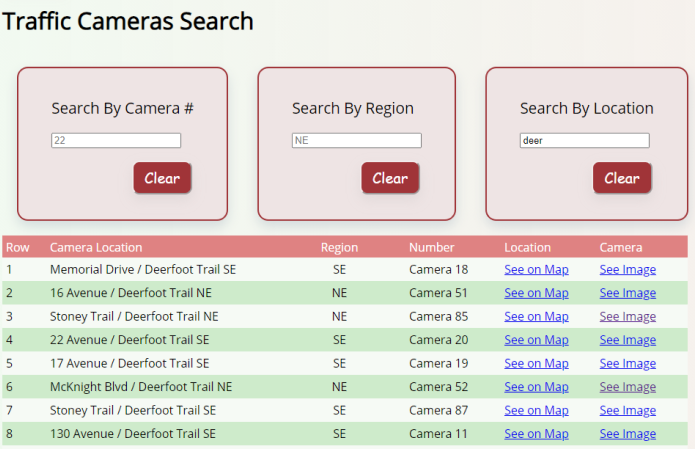 Traffic Cameras Search
Search By Camera # Search By Region Search By Location
22 NE deer
Clear Clear Clear
Row Camera Location Region Number Location Camera
1 Memorial Drive / Deerfoot Trail SE SE Camera 18 See on Map See Image
2 16 Avenue / Deerfoot Trail NE NE Camera 51 See on Map See Image
3 Stoney Trail / Deerfoot Trail NE NE Camera 85 See on Map See Image
4 22 Avenue / Deerfoot Trail SE SE Camera 20 See on Map See Image
5 17 Avenue / Deerfoot Trail SE SE Camera 19 See on Map See Image
6 McKnight Blvd / Deerfoot Trail NE NE Camera 52 See on Map See Image
7 Stoney Trail / Deerfoot Trail SE SE Camera 87 See on Map See Image
8 130 Avenue / Deerfoot Trail SE SE Camera 11 See on Map See Image